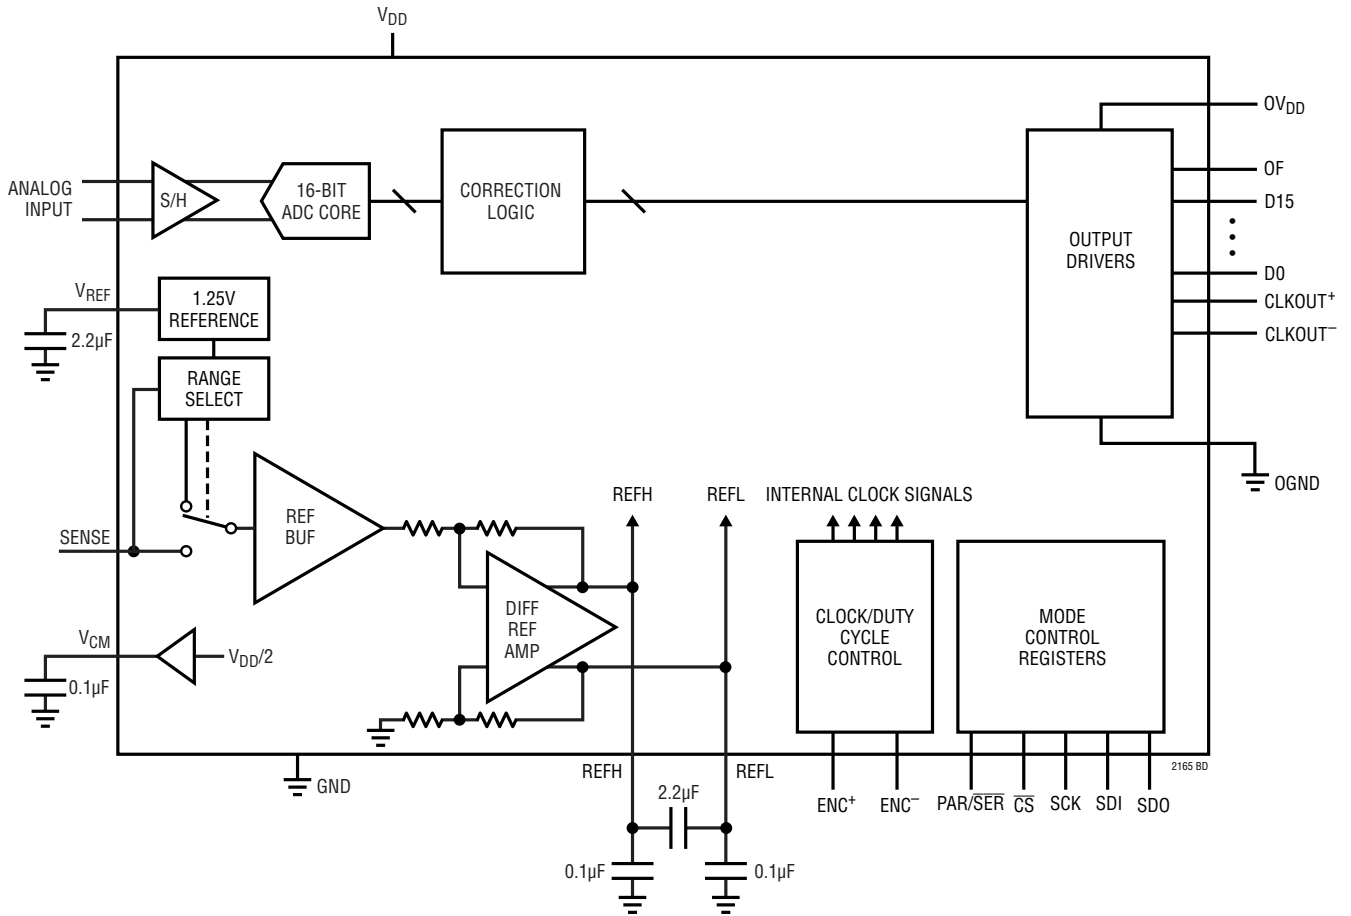 VDD
OVDD
OF
D15
D0
CLKOUT+
CLKOUT–
ANALOG
INPUT
S/H
16-BIT
ADC CORE
CORRECTION
LOGIC
OUTPUT
DRIVERS
VREF
2.2µF
1.25V
REFERENCE
RANGE
SELECT
OGND
SENSE
REF
BUF
REFH
REFL
INTERNAL CLOCK SIGNALS
DIFF
REF
AMP
CLOCK/DUTY
CYCLE
CONTROL
MODE
CONTROL
REGISTERS
VCM
0.1µF
VDD/2
GND
REFH
REFL
2165 BD
2.2µF
ENC+
ENC–
PAR/S̅E̅R̅
C̅S̅
SCK
SDI
SDO
0.1µF
0.1µF